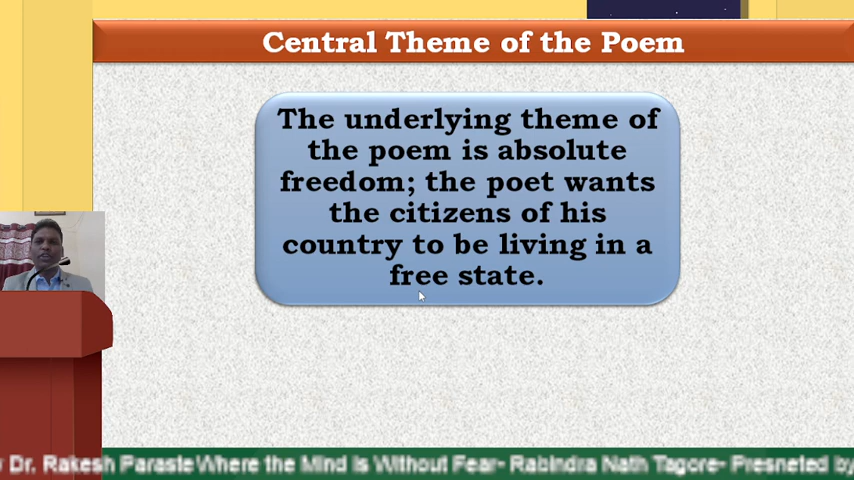 Central Theme of the Poem
The underlying theme of
the poem is absolute
freedom; the poet wants
the citizens of his
country to be living in a
free state.
Dr. Rakesh Paraste Where the Mind Is Without Fear- Rabindra Nath Tagore- Presneted by